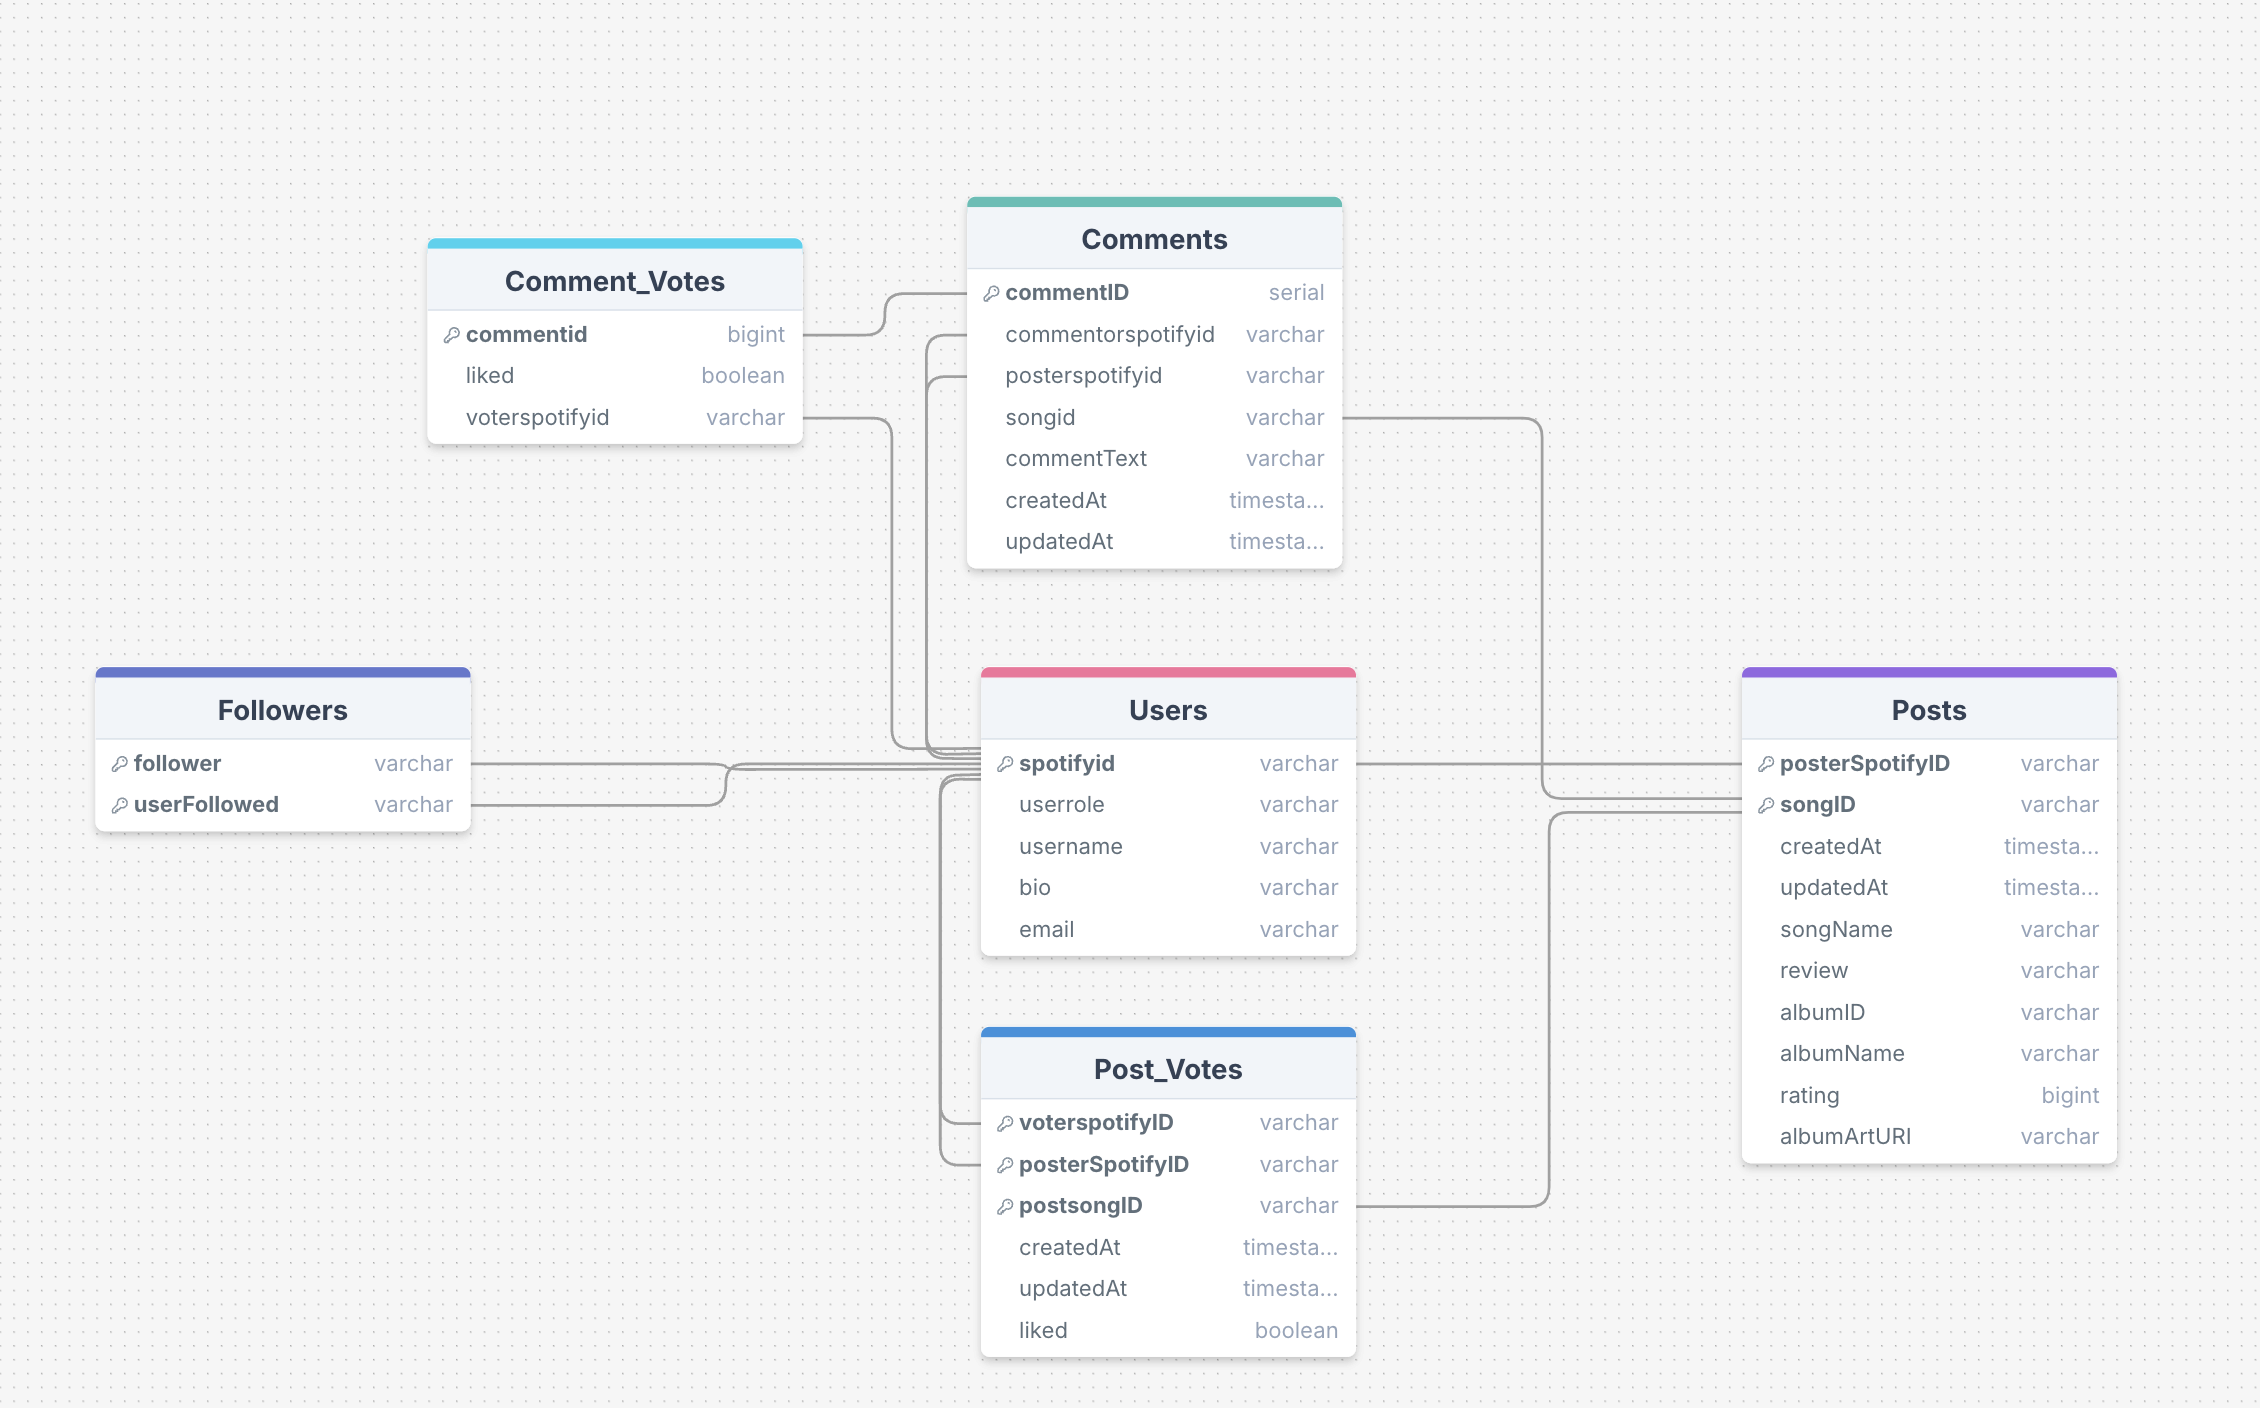 Comment_Votes
commentid bigint
liked boolean
voterspotifyid varchar
Comments
commentID serial
commentorspotifyid varchar
posterspotifyid varchar
songid varchar
commentText varchar
createdAt timesta...
updatedAt timesta...
Followers
follower varchar
userFollowed varchar
Users
spotifyid varchar
userrole varchar
username varchar
bio varchar
email varchar
Posts
posterSpotifyID varchar
songID varchar
createdAt timesta...
updatedAt timesta...
songName varchar
review varchar
albumID varchar
albumName varchar
rating bigint
albumArtURI varchar
Post_Votes
voterspotifyID varchar
posterSpotifyID varchar
postsongID varchar
createdAt timesta...
updatedAt timesta...
liked boolean